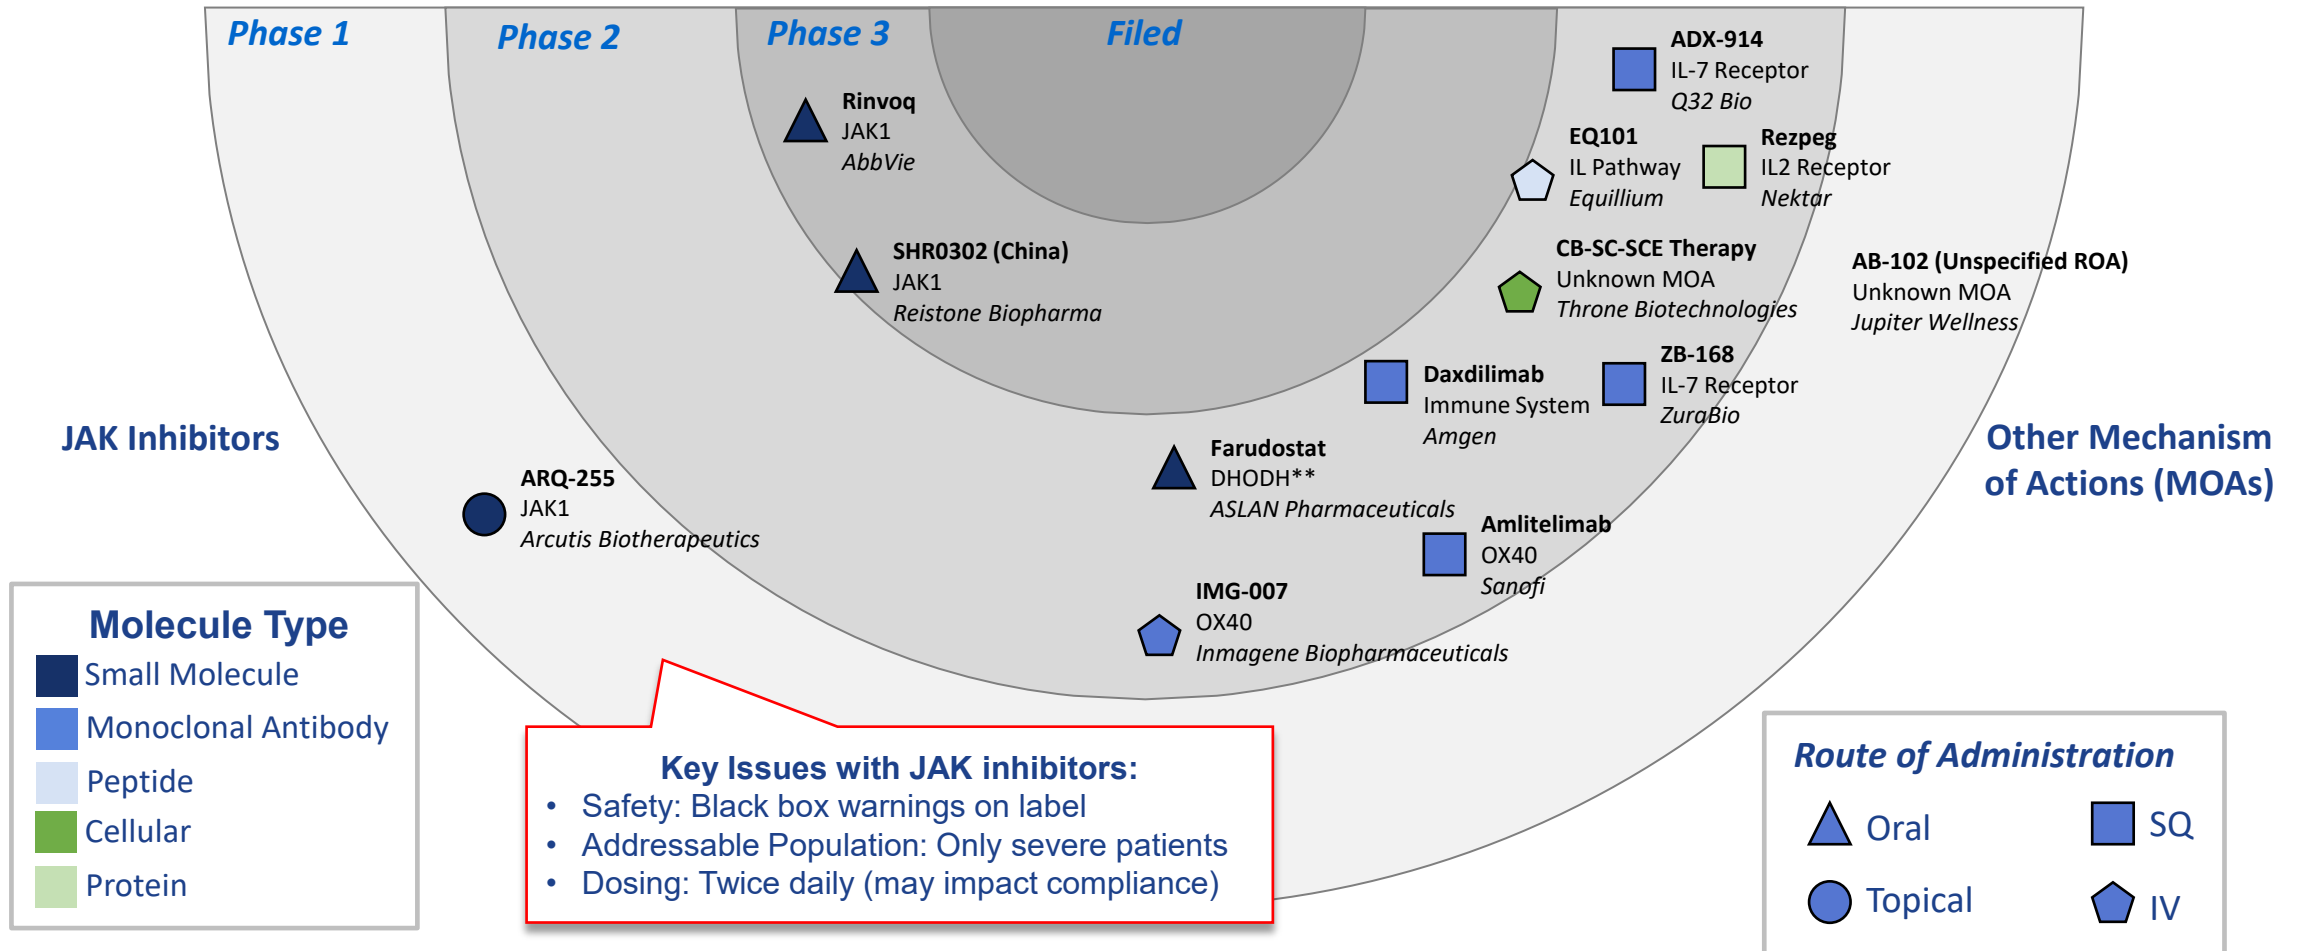 Phase 1
Phase 2
Phase 3
Filed
Rinvoq
JAK1
AbbVie
SHR0302 (China)
JAK1
Reistone Biopharma
ADX-914
IL-7 Receptor
Q32 Bio
EQ101
IL Pathway
Equillium
Rezpeg
IL2 Receptor
Nektar
CB-SC-SCE Therapy
Unknown MOA
Throne Biotechnologies
AB-102 (Unspecified ROA)
Unknown MOA
Jupiter Wellness
Daxdilimab
Immune System
Amgen
ZB-168
IL-7 Receptor
ZuraBio
JAK Inhibitors
Other Mechanism
of Actions (MOAs)
ARQ-255
JAK1
Arcutis Biotherapeutics
Farudostat
DHODH**
ASLAN Pharmaceuticals
Amlitelimab
OX40
Sanofi
IMG-007
OX40
Inmagene Biopharmaceuticals
Molecule Type
Small Molecule
Monoclonal Antibody
Peptide
Cellular
Protein
Key Issues with JAK inhibitors:
• Safety: Black box warnings on label
• Addressable Population: Only severe patients
• Dosing: Twice daily (may impact compliance)
Route of Administration
Oral
SQ
Topical
IV